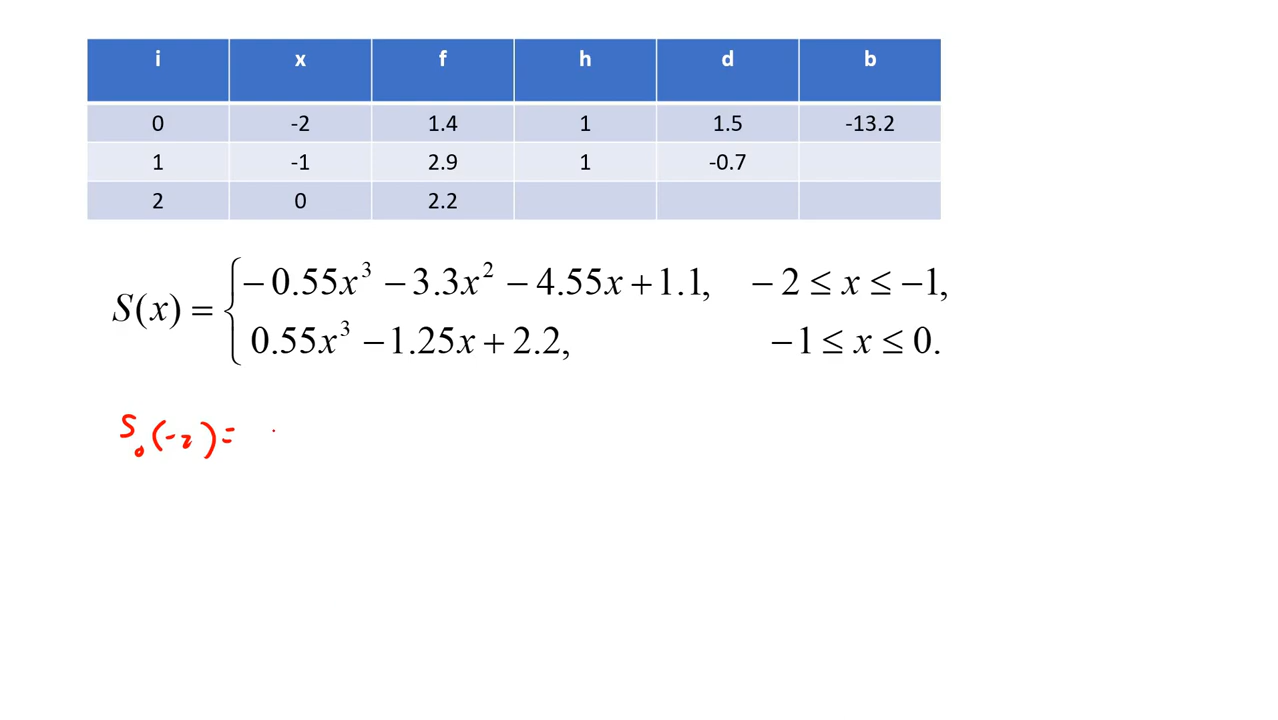 i x f h d b
0 -2 1.4 1 1.5 -13.2
1 -1 2.9 1 -0.7
2 0 2.2
S(x) = { −0.55x³ − 3.3x² − 4.55x + 1.1, −2 ≤ x ≤ −1,
0.55x³ − 1.25x + 2.2, −1 ≤ x ≤ 0.
S₀(-2) =